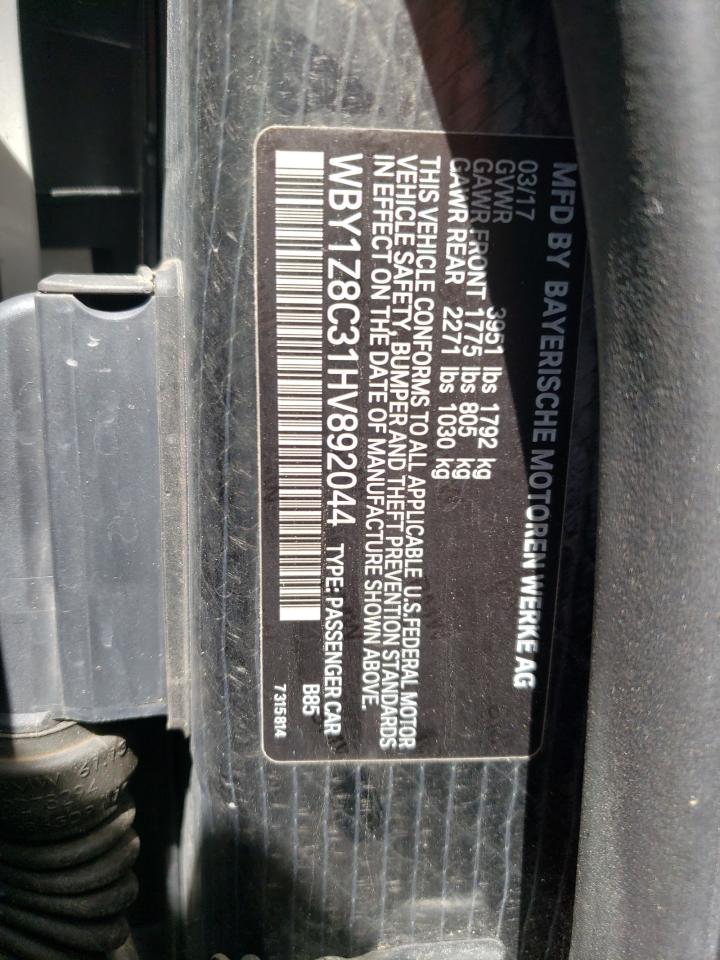 MFD BY BAYERISCHE MOTOREN WERKE AG
03/17
GVWR 3951 lbs 1792 kg
GAWR FRONT 1775 lbs 805 kg
GAWR REAR 2271 lbs 1030 kg
THIS VEHICLE CONFORMS TO ALL APPLICABLE U.S.FEDERAL MOTOR
VEHICLE SAFETY, BUMPER AND THEFT PREVENTION STANDARDS
IN EFFECT ON THE DATE OF MANUFACTURE SHOWN ABOVE.
WBY1Z8C31HV892044 TYPE: PASSENGER CAR
B85
7315814